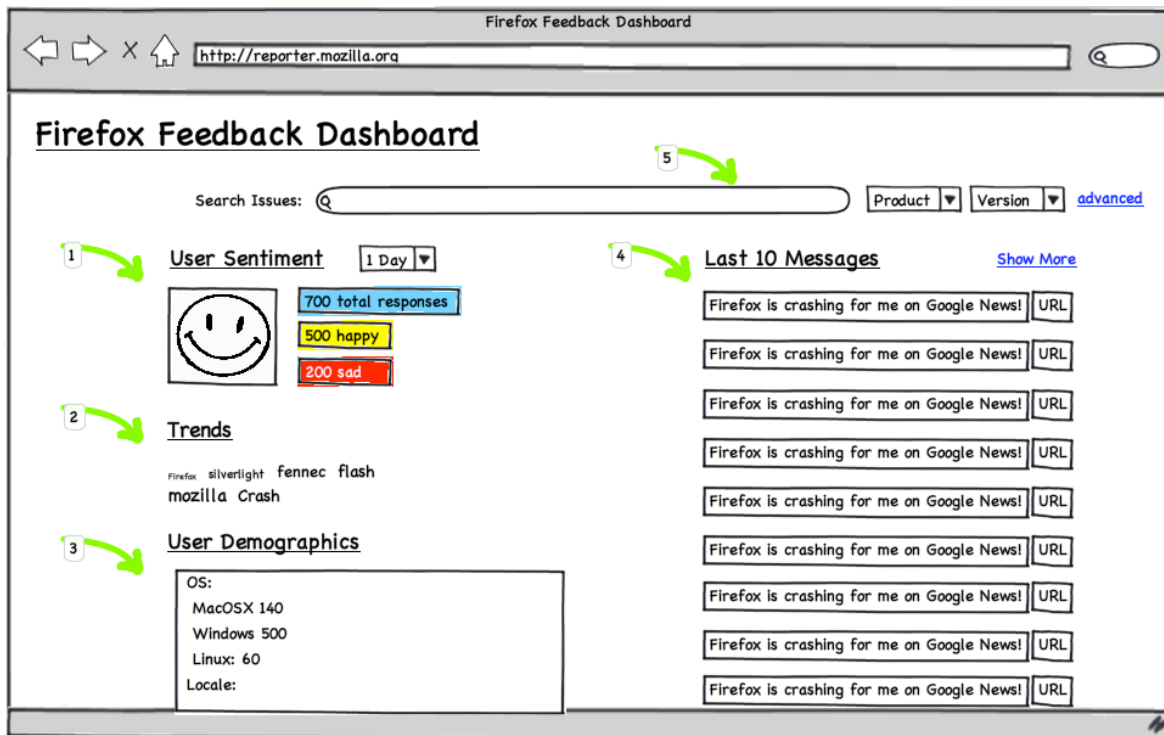 Firefox Feedback Dashboard
http://reporter.mozilla.org
Firefox Feedback Dashboard
5
Search Issues: Product Version advanced
1
User Sentiment 1 Day
700 total responses
500 happy
200 sad
2
Trends
Firefox silverlight fennec flash
mozilla Crash
3
User Demographics
OS:
MacOSX 140
Windows 500
Linux: 60
Locale:
4
Last 10 Messages Show More
Firefox is crashing for me on Google News! URL
Firefox is crashing for me on Google News! URL
Firefox is crashing for me on Google News! URL
Firefox is crashing for me on Google News! URL
Firefox is crashing for me on Google News! URL
Firefox is crashing for me on Google News! URL
Firefox is crashing for me on Google News! URL
Firefox is crashing for me on Google News! URL
Firefox is crashing for me on Google News! URL